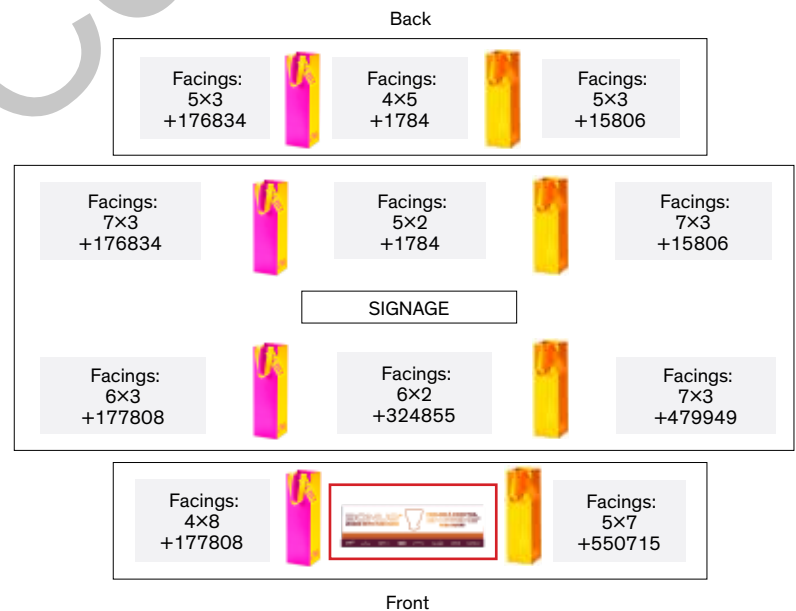 Back
Facings:
5×3
+176834
Facings:
4×5
+1784
Facings:
5×3
+15806
Facings:
7×3
+176834
Facings:
5×2
+1784
Facings:
7×3
+15806
SIGNAGE
Facings:
6×3
+177808
Facings:
6×2
+324855
Facings:
7×3
+479949
Facings:
4×8
+177808
Facings:
5×7
+550715
Front